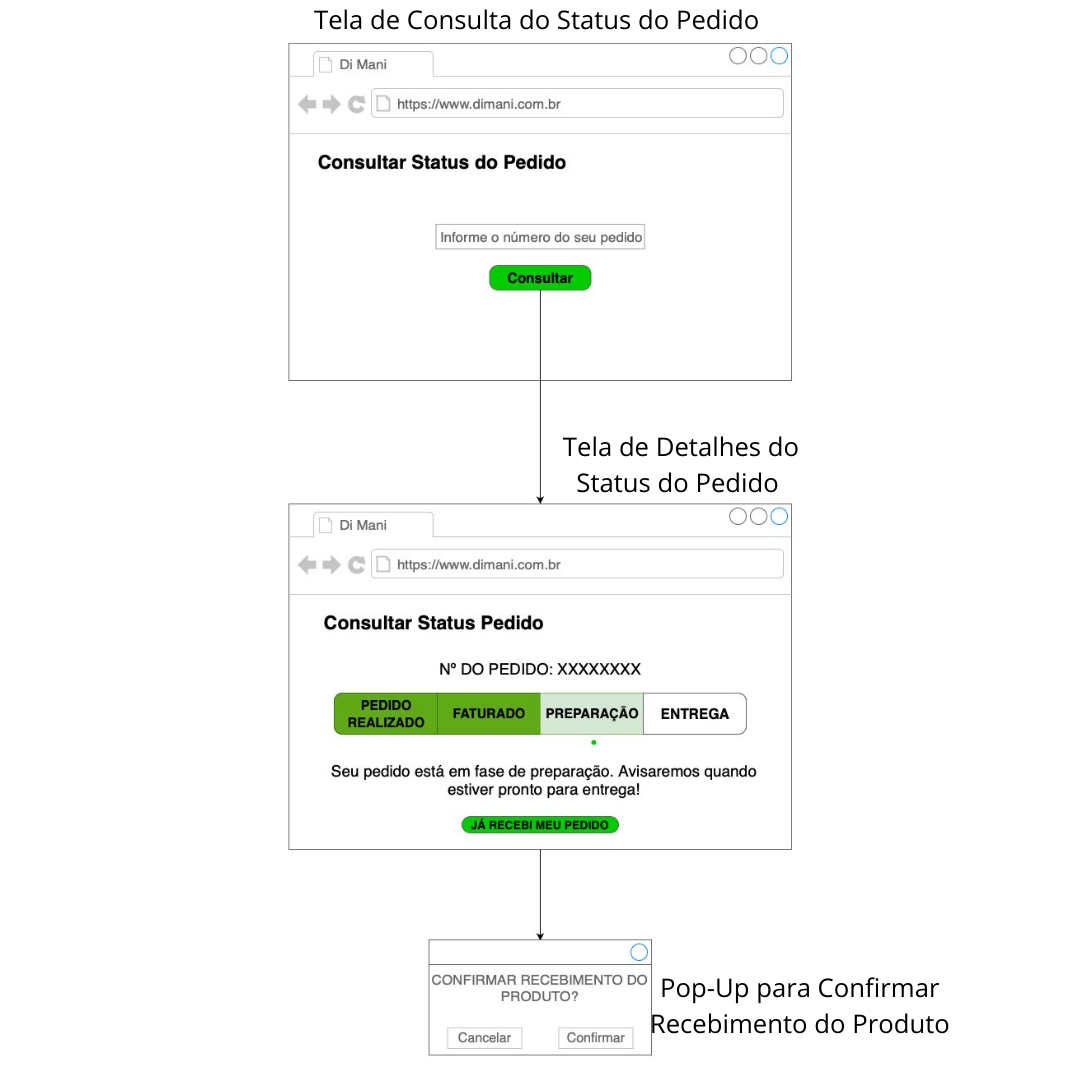 Tela de Consulta do Status do Pedido
Di Mani
https://www.dimani.com.br
Consultar Status do Pedido
Informe o número do seu pedido
Consultar
Tela de Detalhes do
Status do Pedido
Di Mani
https://www.dimani.com.br
Consultar Status Pedido
Nº DO PEDIDO: XXXXXXXX
PEDIDO
REALIZADO
FATURADO
PREPARAÇÃO
ENTREGA
Seu pedido está em fase de preparação. Avisaremos quando
estiver pronto para entrega!
JÁ RECEBI MEU PEDIDO
CONFIRMAR RECEBIMENTO DO
PRODUTO?
Cancelar
Confirmar
Pop-Up para Confirmar
Recebimento do Produto